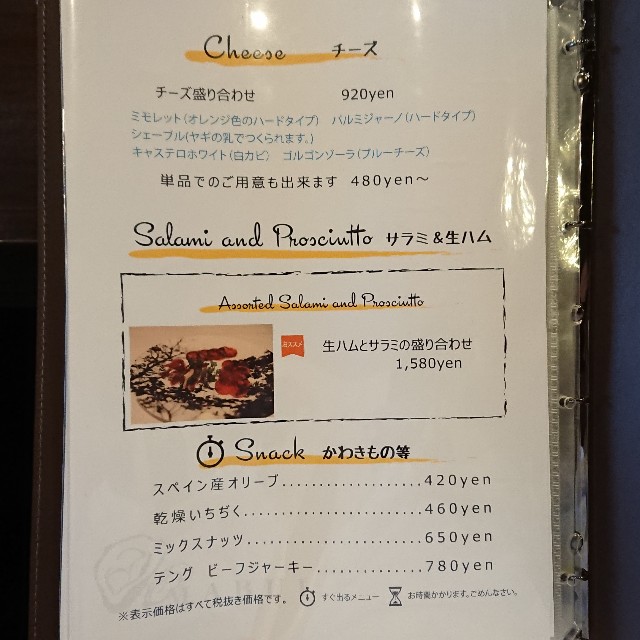 Cheese チーズ
チーズ盛り合わせ 920yen
ミモレット(オレンジ色のハードタイプ) パルミジャーノ(ハードタイプ)
シェーブル(ヤギの乳でつくられます。)
キャステロホワイト(白カビ) ゴルゴンゾーラ(ブルーチーズ)
単品でのご用意も出来ます 480yen～
Salami and Prosciutto サラミ&生ハム
Assorted Salami and Prosciutto
オススメ 生ハムとサラミの盛り合わせ
1,580yen
Snack かわきもの等
スペイン産オリーブ..................420yen
乾燥いちぢく.......................460yen
ミックスナッツ.......................650yen
テング ビーフジャーキー..............780yen
※表示価格はすべて税抜き価格です。 すぐ出るメニュー お時間かかります。ごめんなさい。